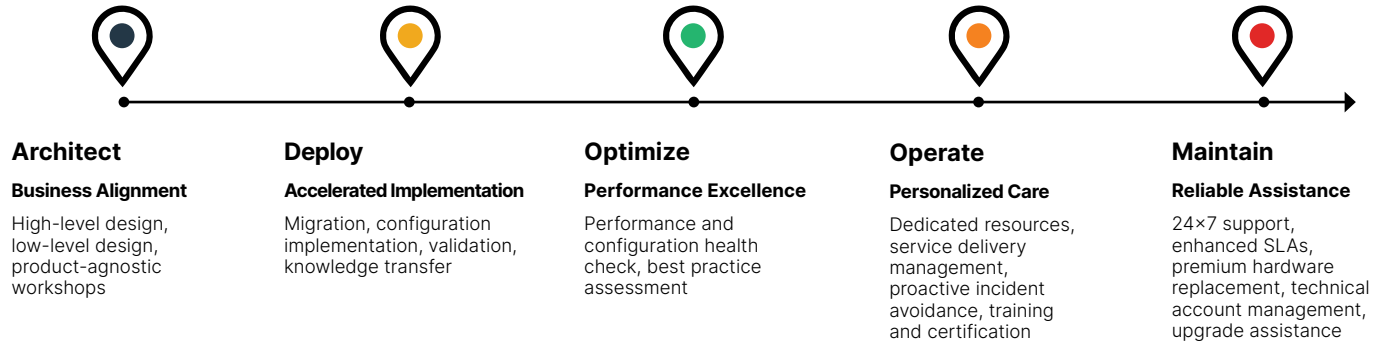 Architect
Business Alignment
High-level design,
low-level design,
product-agnostic
workshops
Deploy
Accelerated Implementation
Migration, configuration
implementation, validation,
knowledge transfer
Optimize
Performance Excellence
Performance and
configuration health
check, best practice
assessment
Operate
Personalized Care
Dedicated resources,
service delivery
management,
proactive incident
avoidance, training
and certification
Maintain
Reliable Assistance
24×7 support,
enhanced SLAs,
premium hardware
replacement, technical
account management,
upgrade assistance